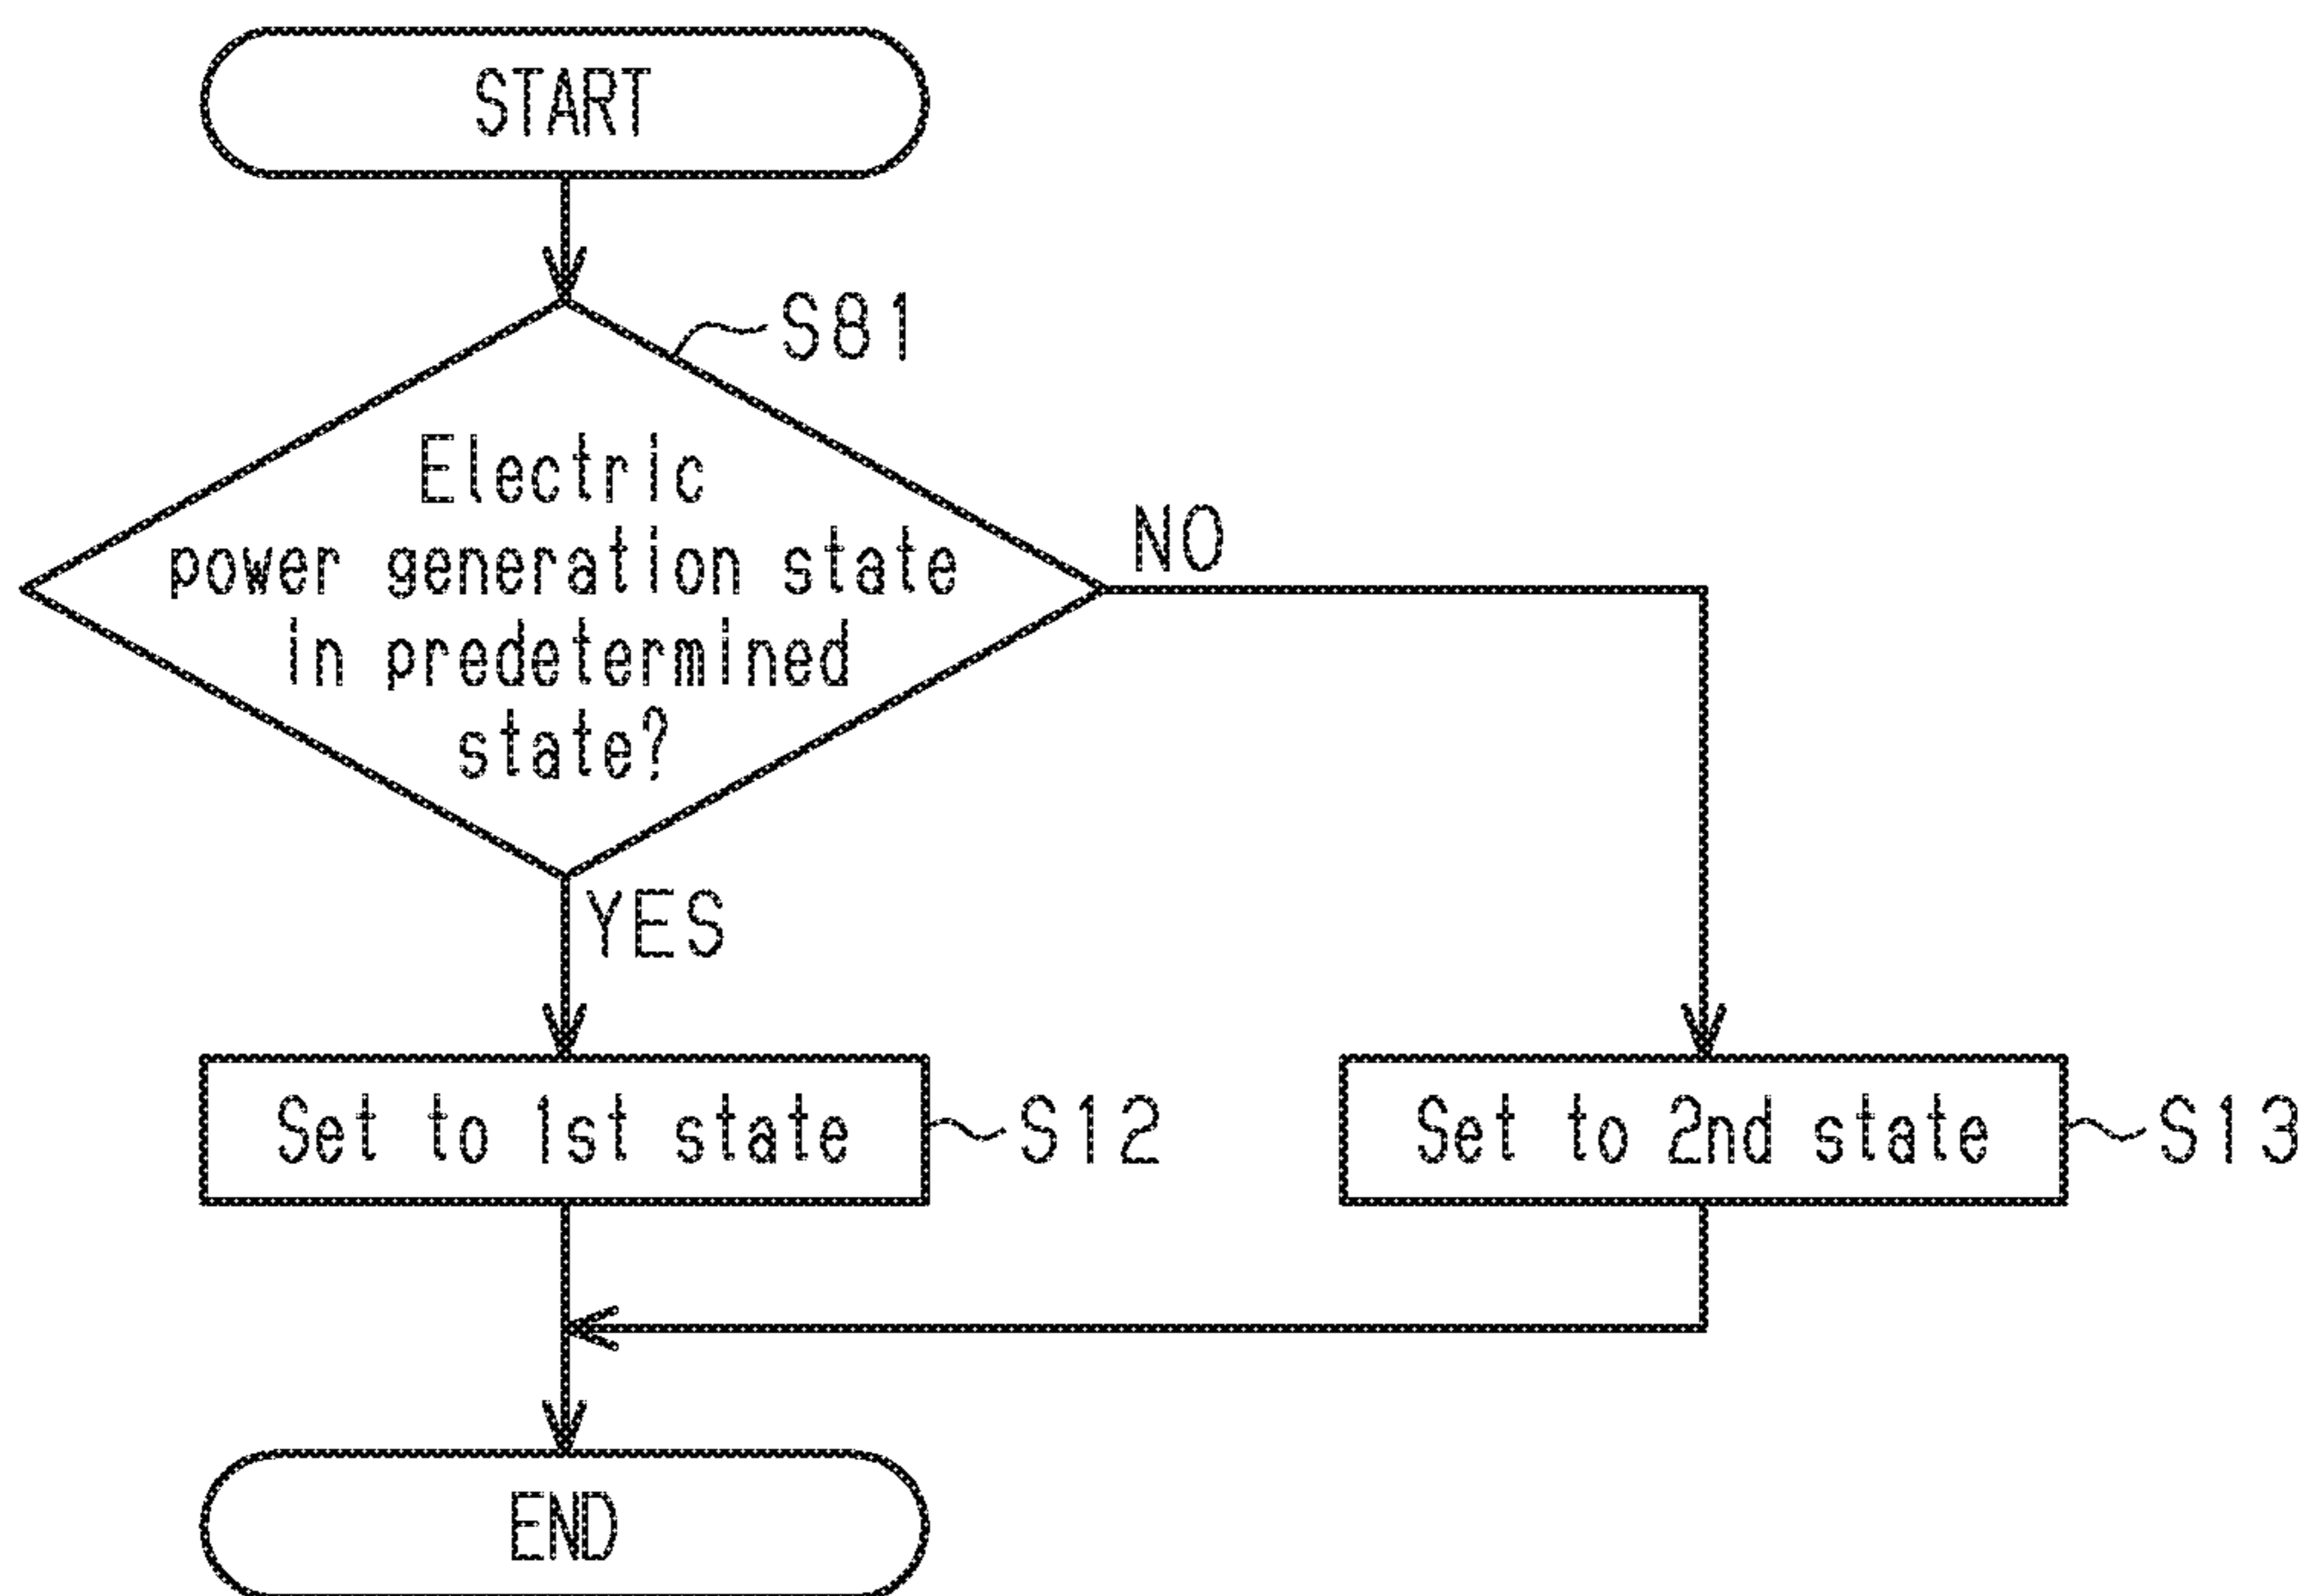 START
S81
Electric
power generation state
in predetermined
state?
NO
YES
Set to 1st state
S12
Set to 2nd state
S13
END